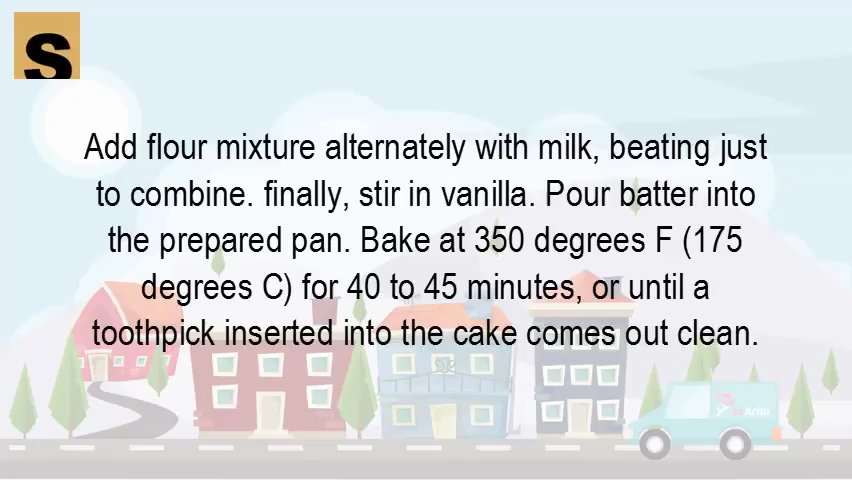 S
Add flour mixture alternately with milk, beating just
to combine. finally, stir in vanilla. Pour batter into
the prepared pan. Bake at 350 degrees F (175
degrees C) for 40 to 45 minutes, or until a
toothpick inserted into the cake comes out clean.